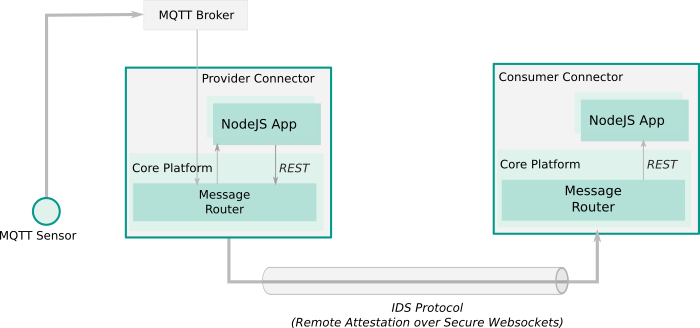 MQTT Broker
Provider Connector
NodeJS App
Core Platform
REST
Message
Router
MQTT Sensor
Consumer Connector
NodeJS App
Core Platform
REST
Message
Router
IDS Protocol
(Remote Attestation over Secure Websockets)